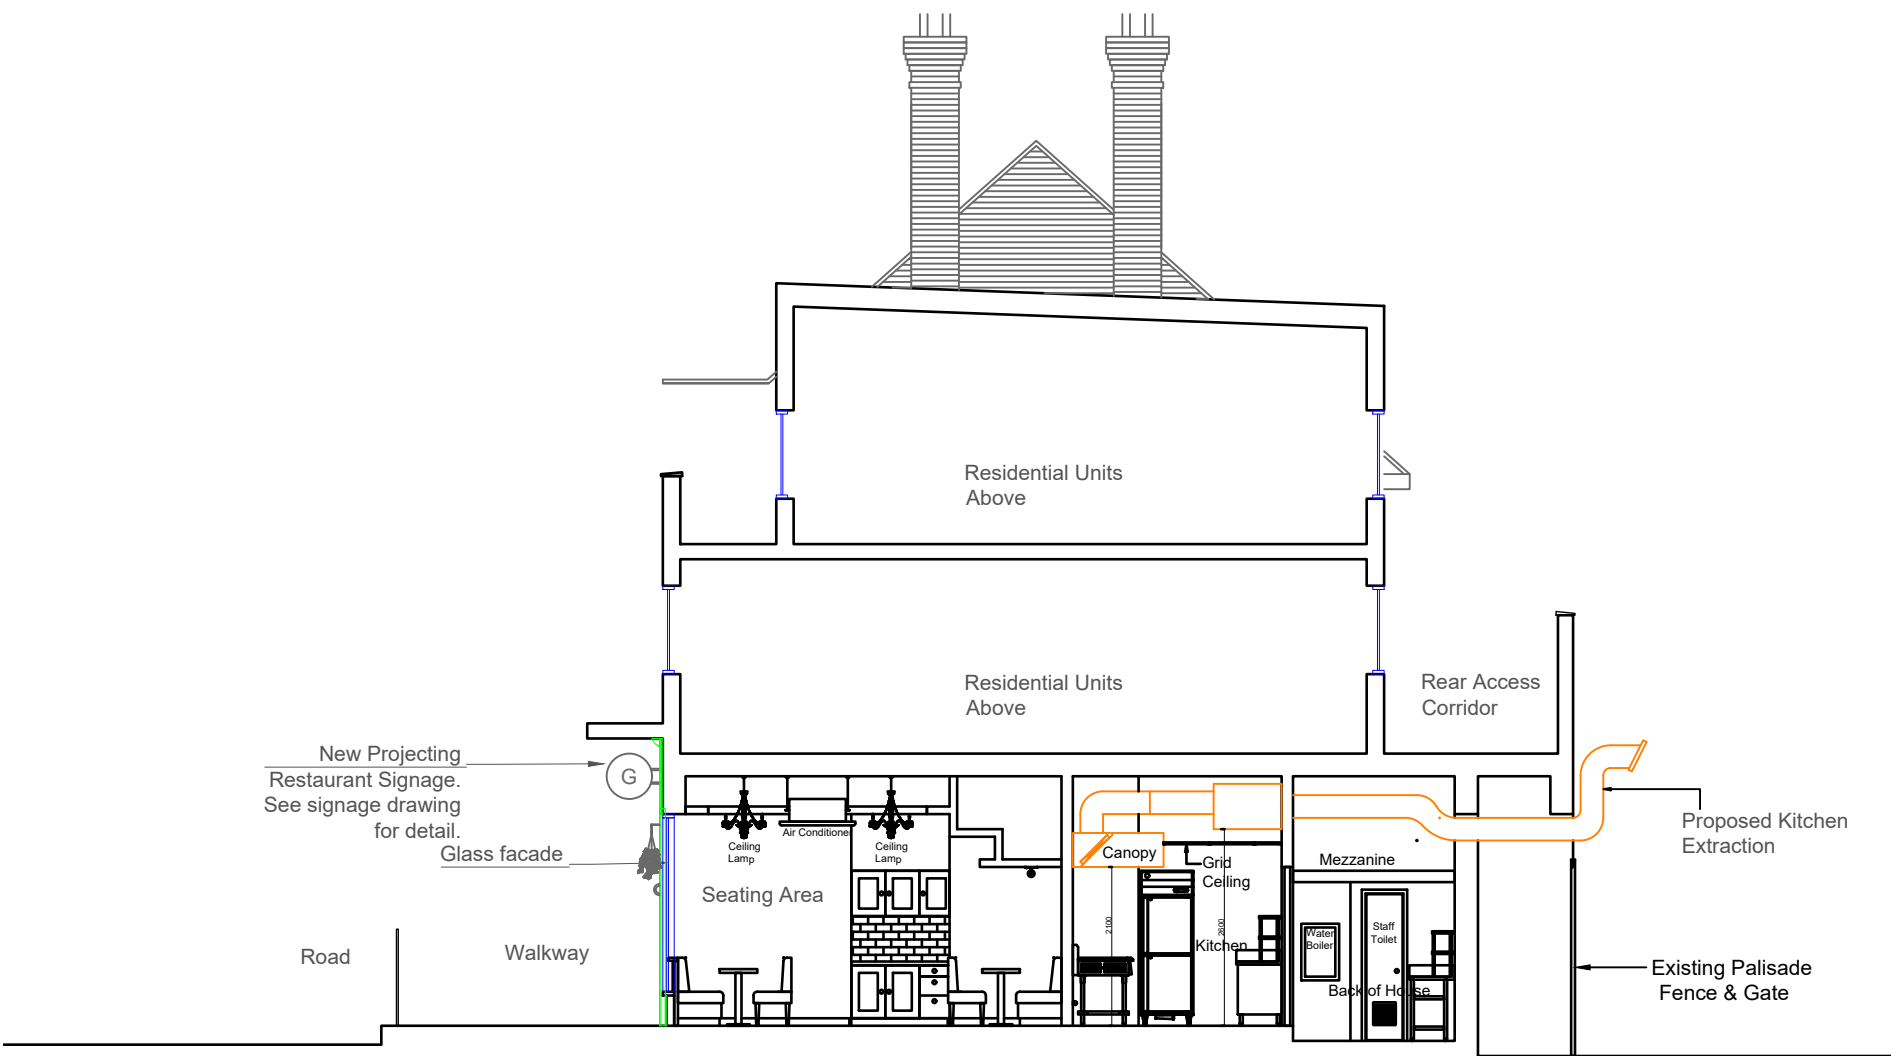 Residential Units
Above
Residential Units
Above
Rear Access
Corridor
New Projecting
Restaurant Signage.
See signage drawing
for detail.
G
Glass facade
Air Conditioner
Ceiling
Lamp
Ceiling
Lamp
Seating Area
Canopy
Grid
Ceiling
Mezzanine
Proposed Kitchen
Extraction
2100
2600
Kitchen
Water
Boiler
Staff
Toilet
Back of House
Road
Walkway
Existing Palisade
Fence & Gate